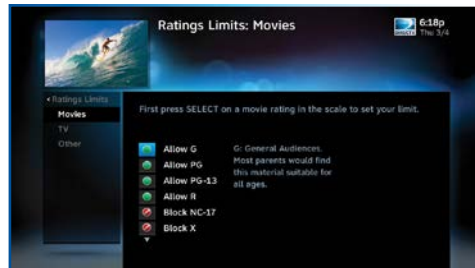 Ratings Limits: Movies
DIRECTV
6:18p
Thu 3/4
Ratings Limits
Movies
TV
Other
First press SELECT on a movie rating in the scale to set your limit.
Allow G
Allow PG
Allow PG-13
Allow R
Block NC-17
Block X
G: General Audiences.
Most parents would find
this material suitable for
all ages.